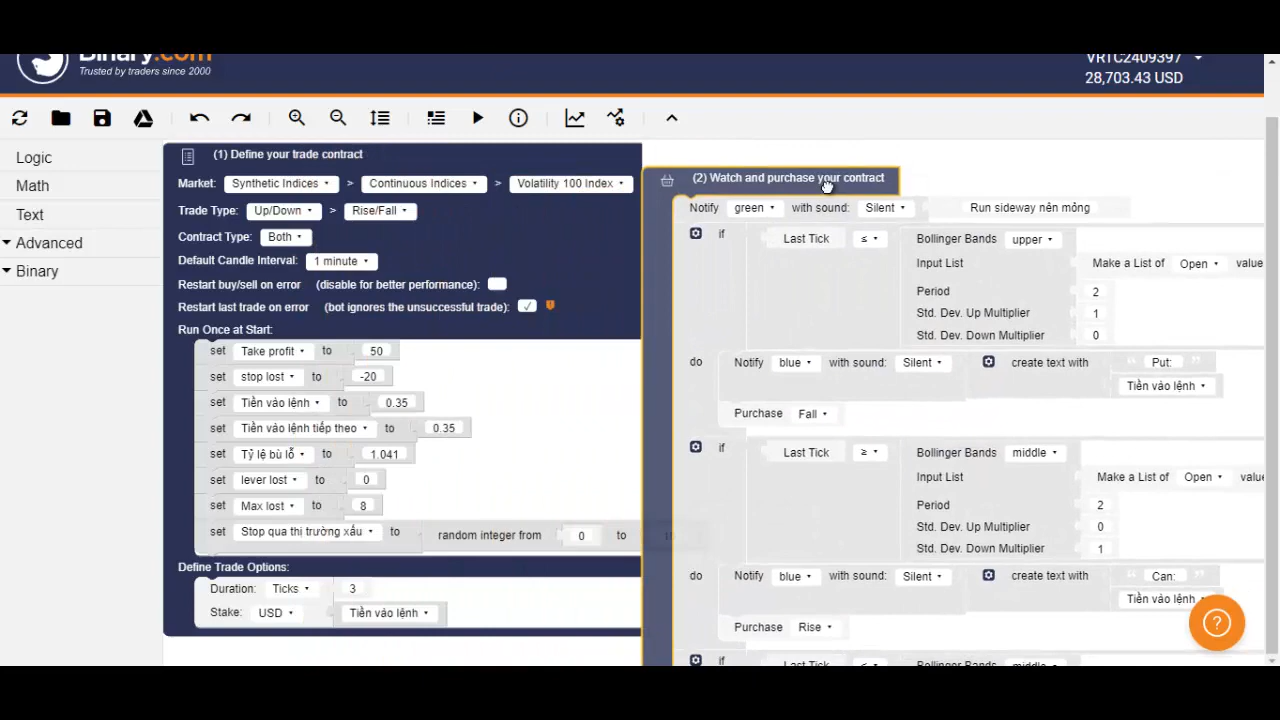 Binary.com
Trusted by traders since 2000
VRTC2409397
28,703.43 USD
Logic
Math
Text
Advanced
Binary
(1) Define your trade contract
Market: Synthetic Indices > Continuous Indices > Volatility 100 Index
Trade Type: Up/Down > Rise/Fall
Contract Type: Both
Default Candle Interval: 1 minute
Restart buy/sell on error (disable for better performance):
Restart last trade on error (bot ignores the unsuccessful trade):
Run Once at Start:
set Take profit to 50
set stop lost to -20
set Tiền vào lệnh to 0.35
set Tiền vào lệnh tiếp theo to 0.35
set Tỷ lệ bù lỗ to 1.041
set lever lost to 0
set Max lost to 8
set Stop qua thị trường xấu to random integer from 0 to
Define Trade Options:
Duration: Ticks 3
Stake: USD Tiền vào lệnh
(2) Watch and purchase your contract
Notify green with sound: Silent Run sideway nên mỏng
if Last Tick ≤ Bollinger Bands upper
Input List Make a List of Open value
Period 2
Std. Dev. Up Multiplier 1
Std. Dev. Down Multiplier 0
do Notify blue with sound: Silent create text with “ Put: ”
Tiền vào lệnh
Purchase Fall
if Last Tick ≥ Bollinger Bands middle
Input List Make a List of Open value
Period 2
Std. Dev. Up Multiplier 0
Std. Dev. Down Multiplier 1
do Notify blue with sound: Silent create text with “ Can: ”
Tiền vào lệnh
Purchase Rise
if Last Tick Bollinger Bands middle